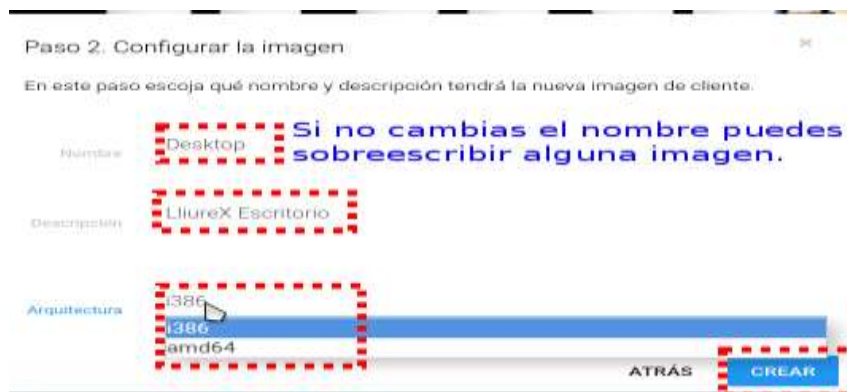 Paso 2. Configurar la imagen
×
En este paso escoja qué nombre y descripción tendrá la nueva imagen de cliente.
Si no cambias el nombre puedes
Nombre Desktop sobreescribir alguna imagen.
Descripción LliureX Escritorio
Arquitectura i386
i386
amd64
ATRÁS CREAR